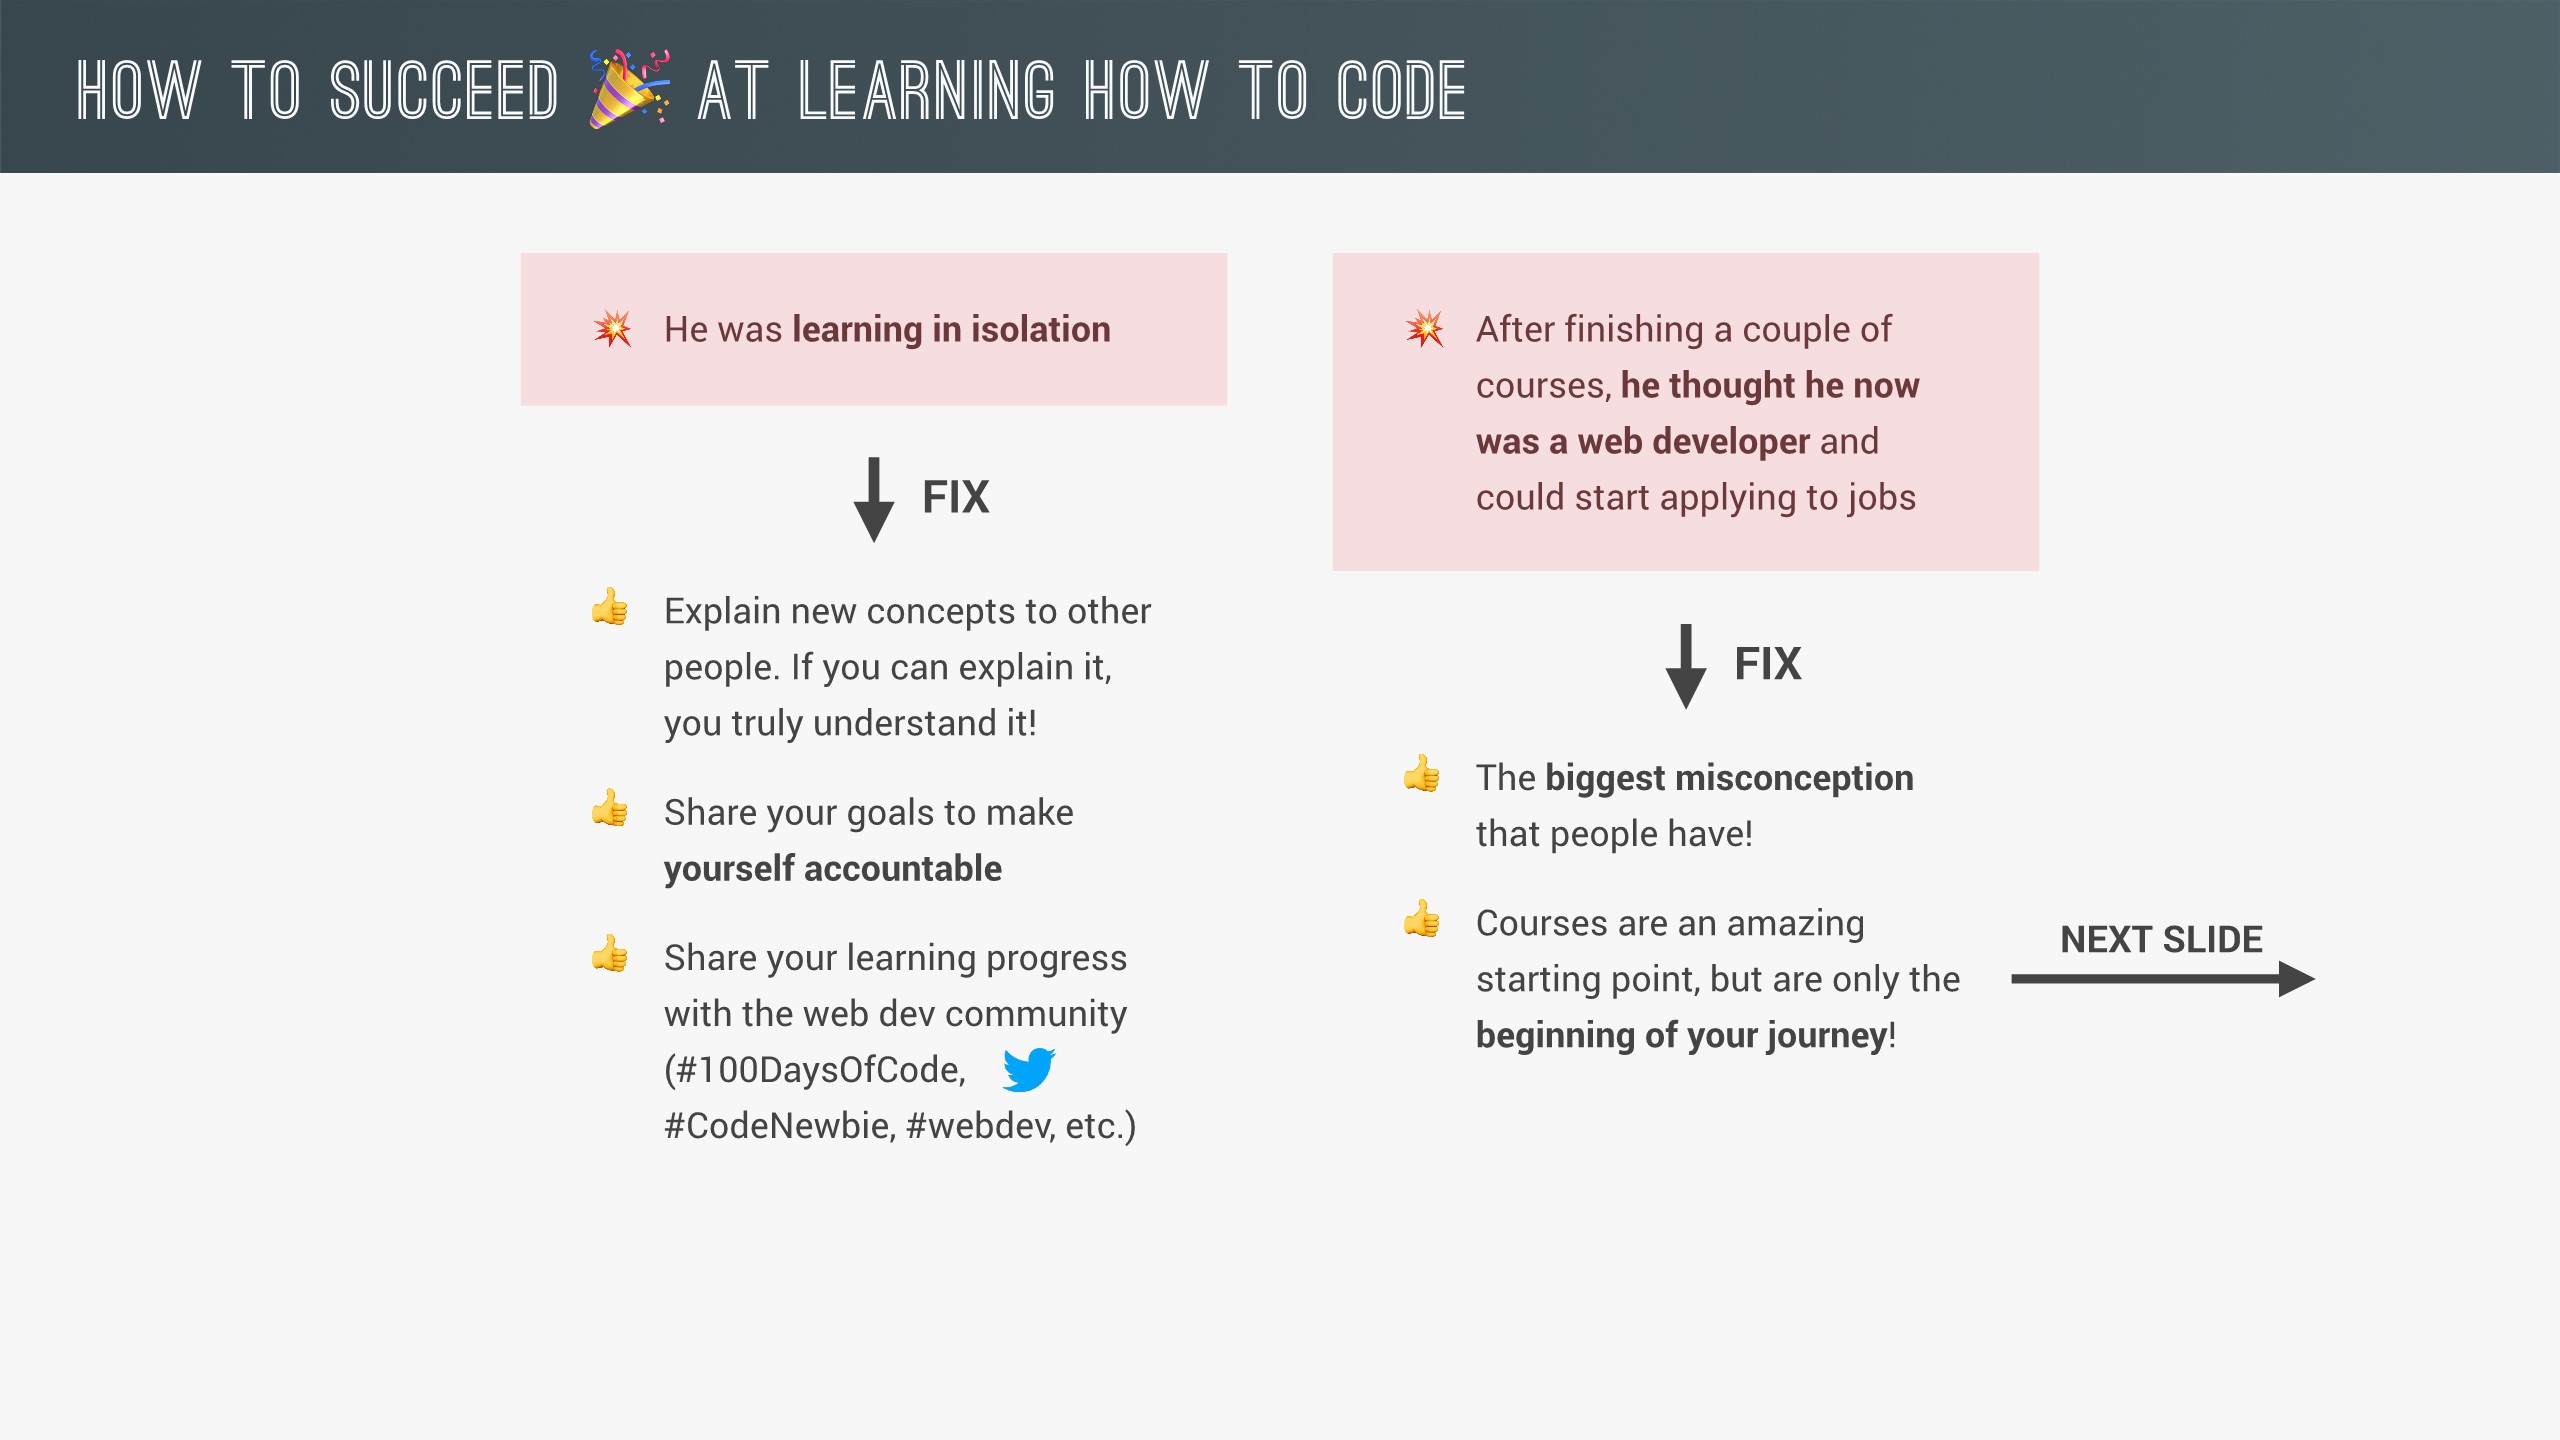 HOW TO SUCCEED 🎉 AT LEARNING HOW TO CODE
💥 He was learning in isolation
FIX
👍 Explain new concepts to other
people. If you can explain it,
you truly understand it!
👍 Share your goals to make
yourself accountable
👍 Share your learning progress
with the web dev community
(#100DaysOfCode,
#CodeNewbie, #webdev, etc.)
💥 After finishing a couple of
courses, he thought he now
was a web developer and
could start applying to jobs
FIX
👍 The biggest misconception
that people have!
👍 Courses are an amazing
starting point, but are only the
beginning of your journey!
NEXT SLIDE